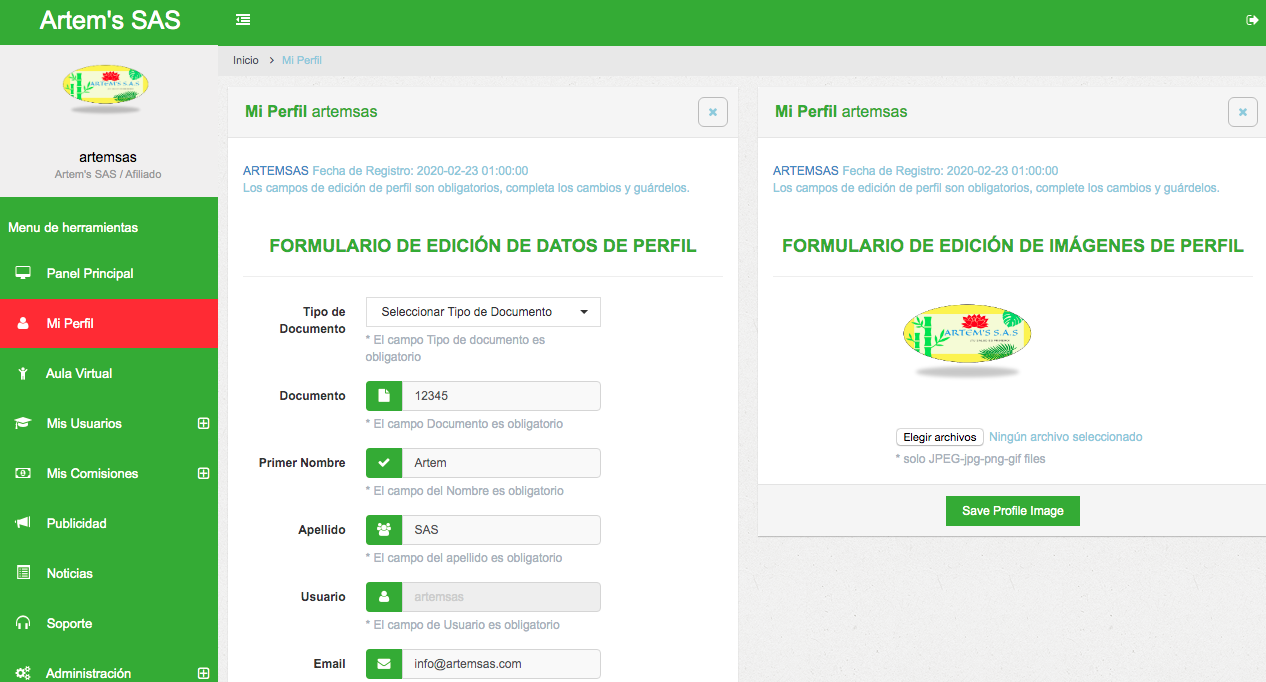 Artem's SAS
Inicio > Mi Perfil
ARTEM'S S.A.S
artemsas
Artem's SAS / Afiliado
Menu de herramientas
Panel Principal
Mi Perfil
Aula Virtual
Mis Usuarios
Mis Comisiones
Publicidad
Noticias
Soporte
Administración
Mi Perfil artemsas
ARTEMSAS Fecha de Registro: 2020-02-23 01:00:00
Los campos de edición de perfil son obligatorios, completa los cambios y guárdelos.
FORMULARIO DE EDICIÓN DE DATOS DE PERFIL
Tipo de
Documento
Seleccionar Tipo de Documento
* El campo Tipo de documento es
obligatorio
Documento
12345
* El campo Documento es obligatorio
Primer Nombre
Artem
* El campo del Nombre es obligatorio
Apellido
SAS
* El campo del apellido es obligatorio
Usuario
artemsas
* El campo de Usuario es obligatorio
Email
info@artemsas.com
Mi Perfil artemsas
ARTEMSAS Fecha de Registro: 2020-02-23 01:00:00
Los campos de edición de perfil son obligatorios, complete los cambios y guárdelos.
FORMULARIO DE EDICIÓN DE IMÁGENES DE PERFIL
ARTEM'S S.A.S
Elegir archivos Ningún archivo seleccionado
* solo JPEG-jpg-png-gif files
Save Profile Image